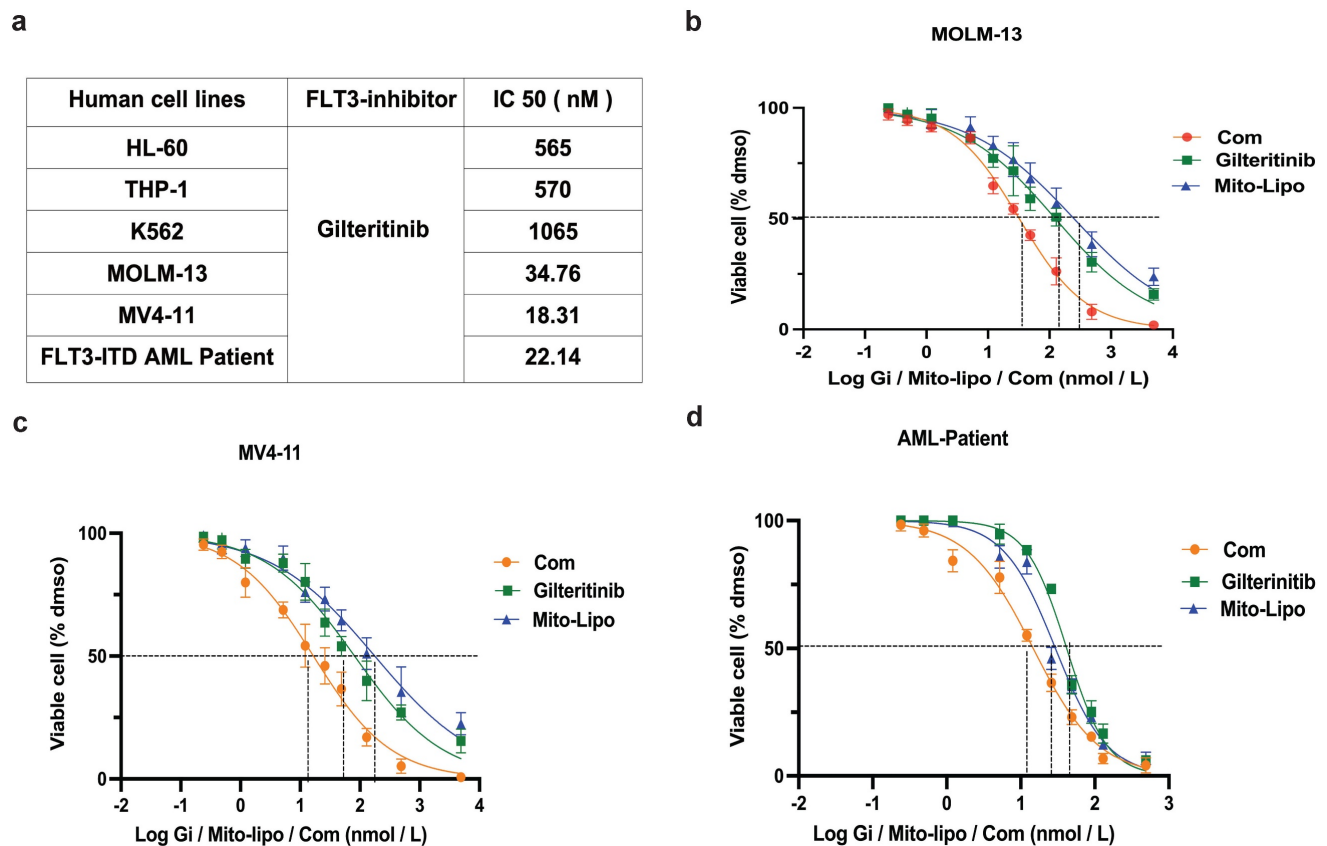 a
Human cell lines FLT3-inhibitor IC 50 ( nM )
HL-60 565
THP-1 570
K562 1065
Gilteritinib
MOLM-13 34.76
MV4-11 18.31
FLT3-ITD AML Patient 22.14
b
MOLM-13
100
50
0
Viable cell (% dmso)
-2 -1 0 1 2 3 4
Log Gi / Mito-lipo / Com (nmol / L)
Com
Gilteritinib
Mito-Lipo
c
MV4-11
100
50
0
Viable cell (% dmso)
-2 -1 0 1 2 3 4
Log Gi / Mito-lipo / Com (nmol / L)
Com
Gilteritinib
Mito-Lipo
d
AML-Patient
100
50
0
Viable cell (% dmso)
-2 -1 0 1 2 3
Log Gi / Mito-lipo / Com (nmol / L)
Com
Gilterinitib
Mito-Lipo